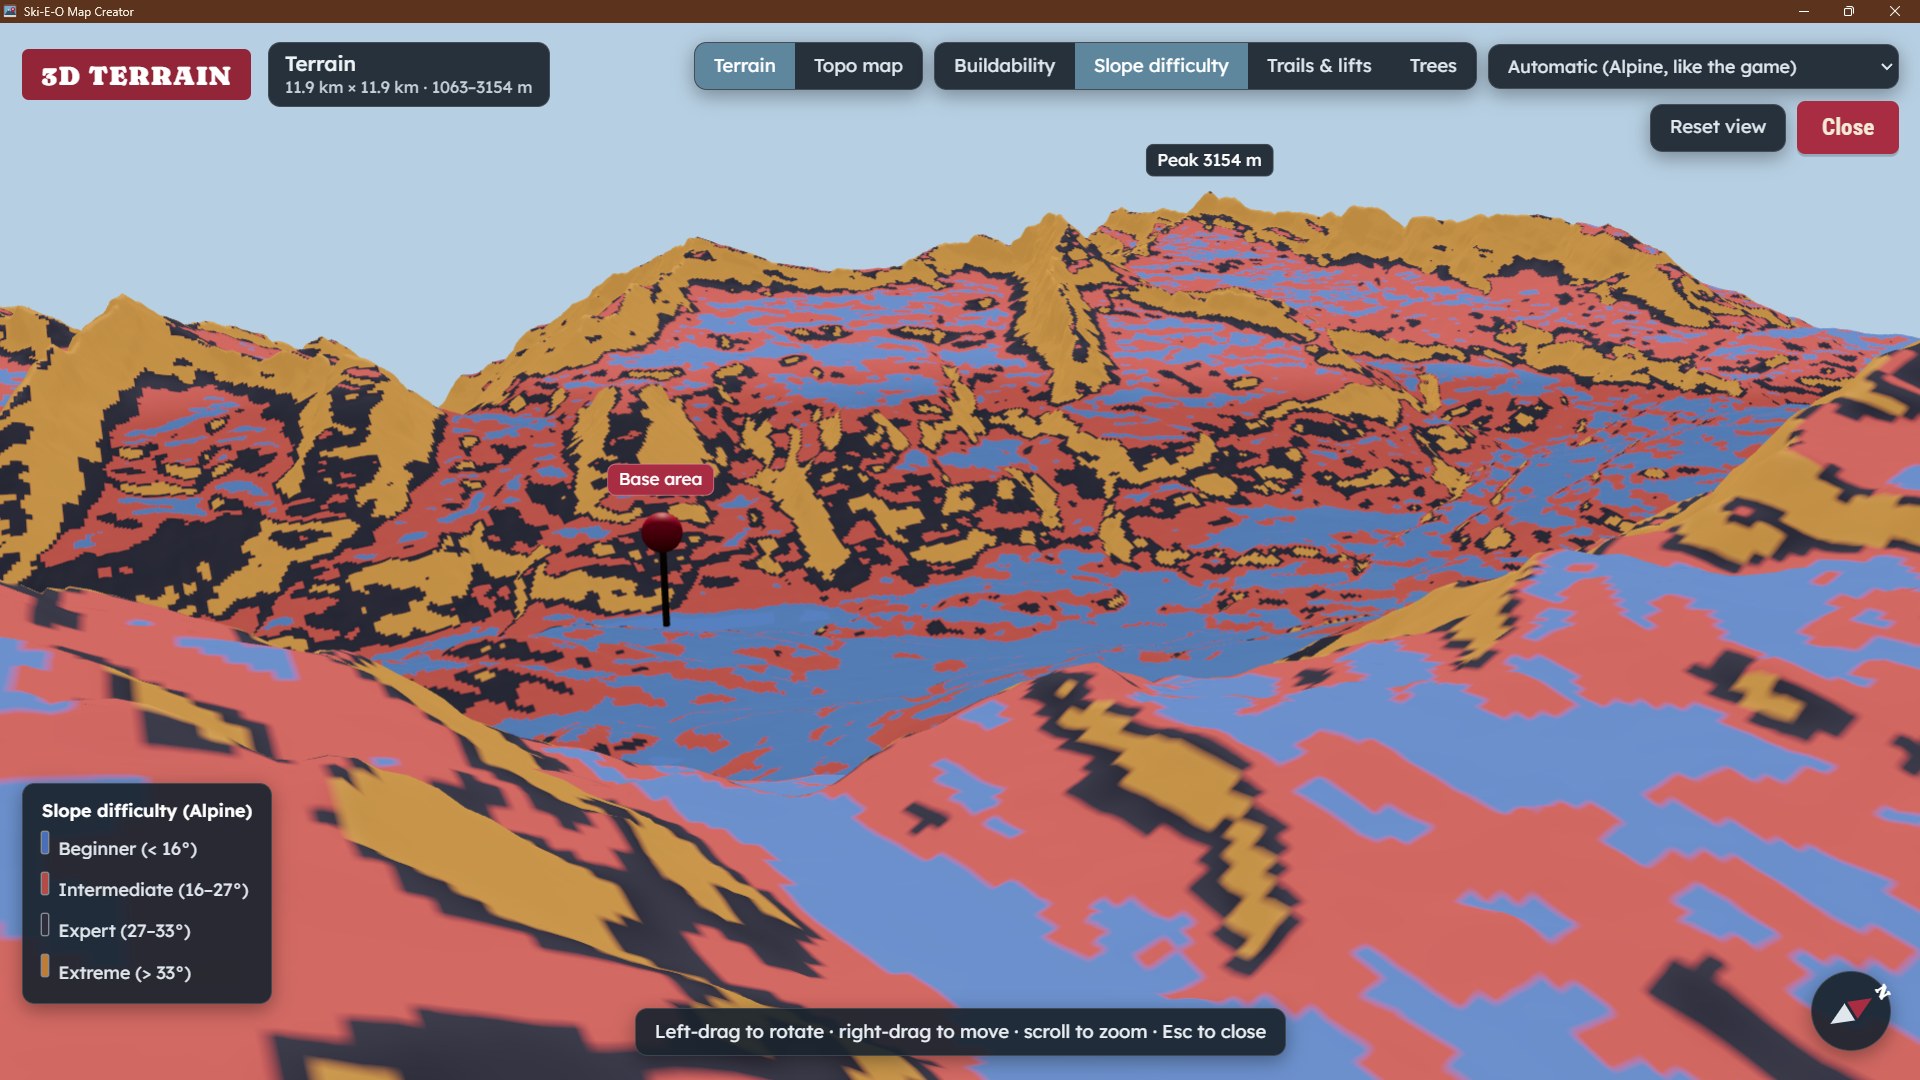 Ski-E-O Map Creator
3D TERRAIN
Terrain
11.9 km × 11.9 km · 1063–3154 m
Terrain
Topo map
Buildability
Slope difficulty
Trails & lifts
Trees
Automatic (Alpine, like the game)
Reset view
Close
Peak 3154 m
Base area
Slope difficulty (Alpine)
Beginner (< 16°)
Intermediate (16–27°)
Expert (27–33°)
Extreme (> 33°)
N
Left-drag to rotate · right-drag to move · scroll to zoom · Esc to close